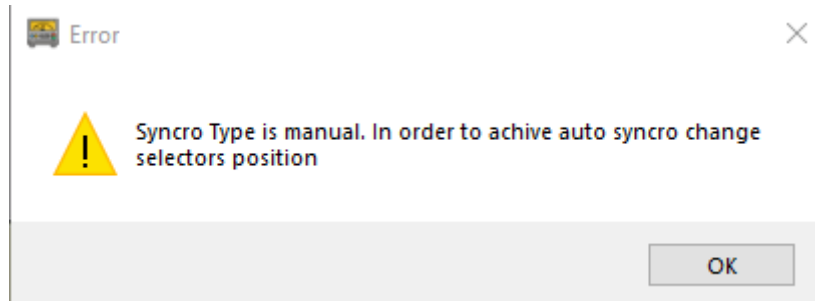 Error
Syncro Type is manual. In order to achive auto syncro change
selectors position
OK